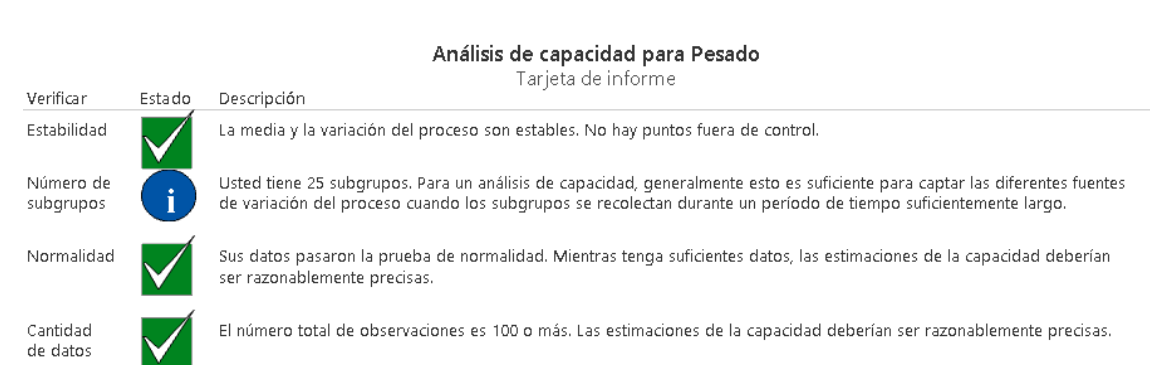 Análisis de capacidad para Pesado
Tarjeta de informe
Verificar Estado Descripción
Estabilidad La media y la variación del proceso son estables. No hay puntos fuera de control.
Número de subgrupos i Usted tiene 25 subgrupos. Para un análisis de capacidad, generalmente esto es suficiente para captar las diferentes fuentes
de variación del proceso cuando los subgrupos se recolectan durante un período de tiempo suficientemente largo.
Normalidad Sus datos pasaron la prueba de normalidad. Mientras tenga suficientes datos, las estimaciones de la capacidad deberían
ser razonablemente precisas.
Cantidad de datos El número total de observaciones es 100 o más. Las estimaciones de la capacidad deberían ser razonablemente precisas.